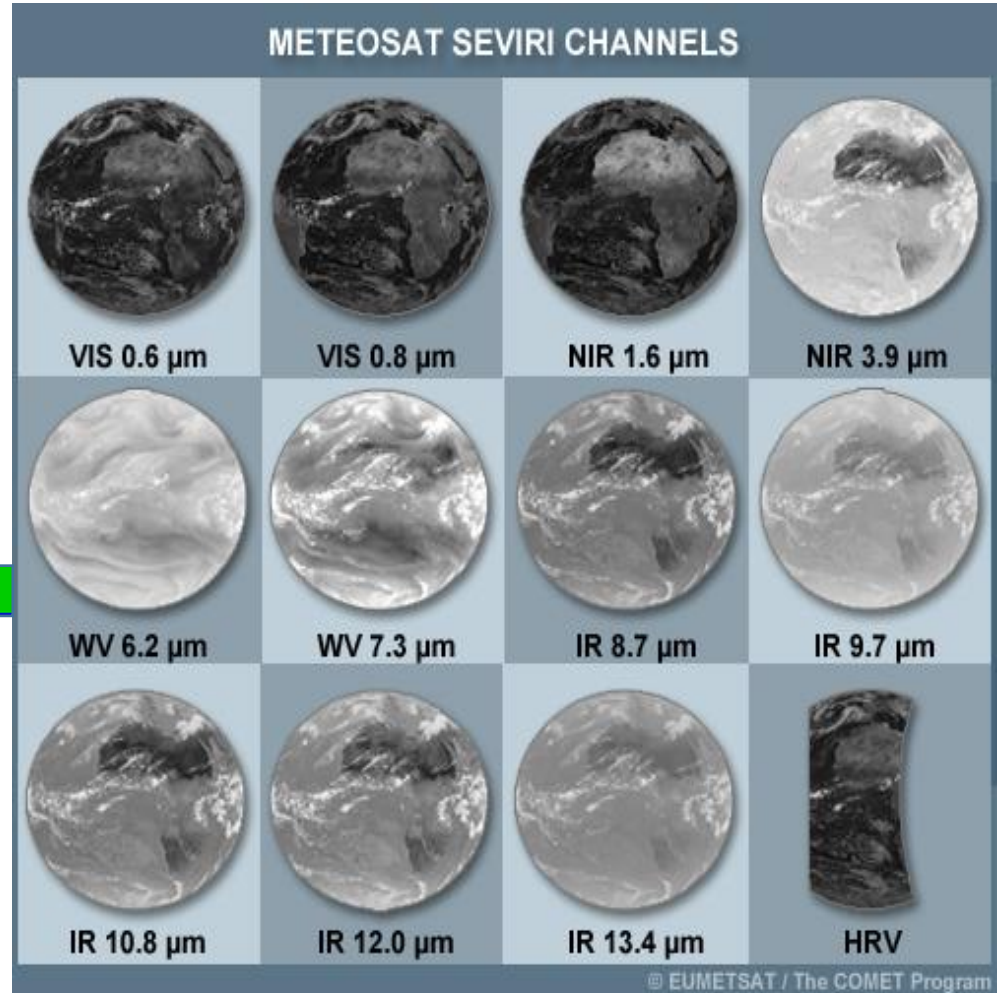 METEOSAT SEVIRI CHANNELS
VIS 0.6 µm VIS 0.8 µm NIR 1.6 µm NIR 3.9 µm
WV 6.2 µm WV 7.3 µm IR 8.7 µm IR 9.7 µm
IR 10.8 µm IR 12.0 µm IR 13.4 µm HRV
© EUMETSAT / The COMET Program